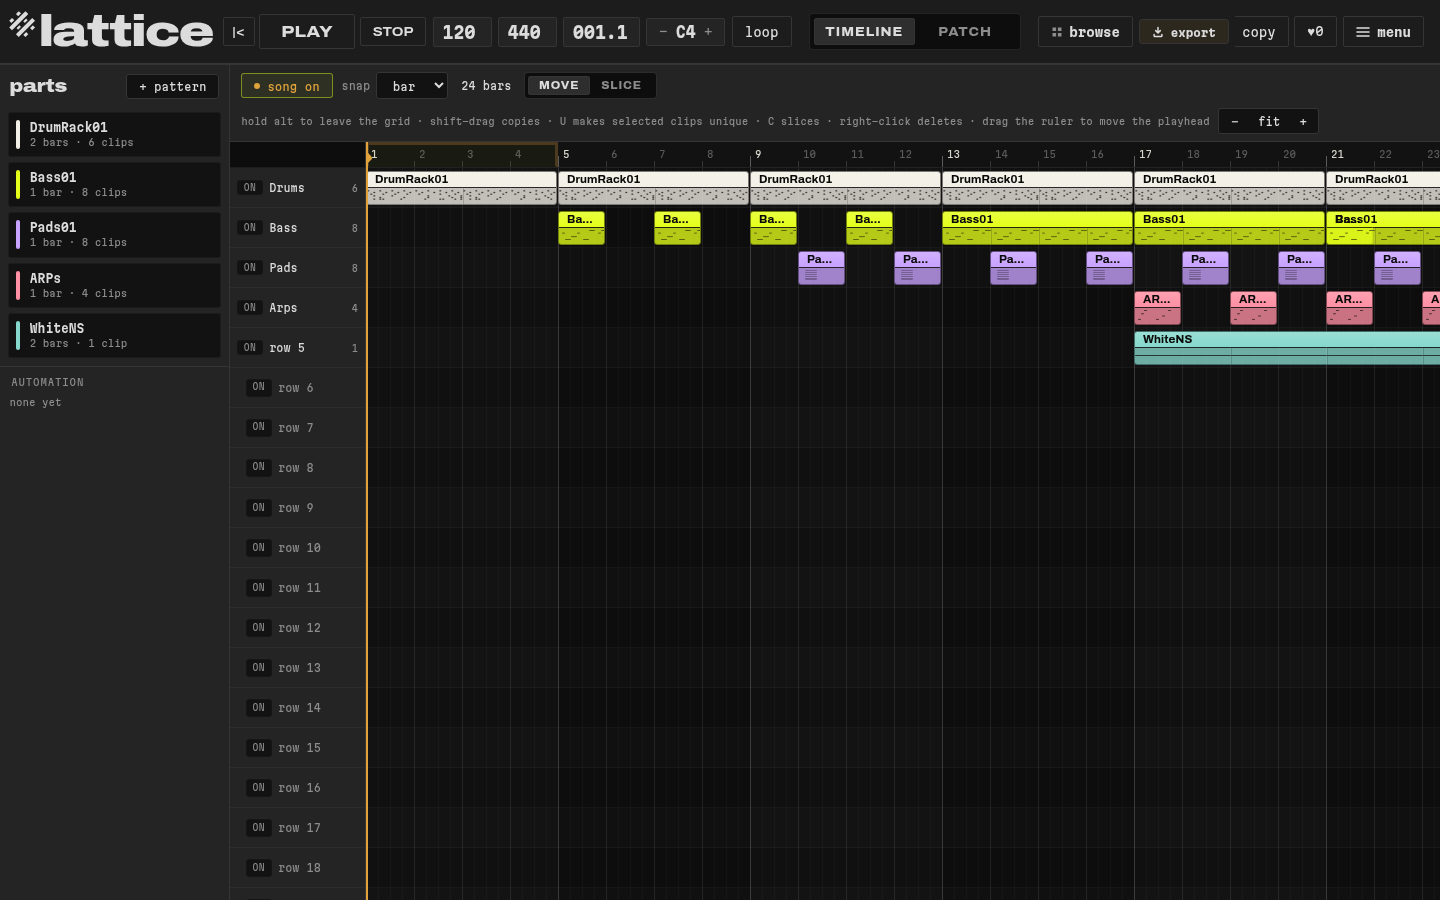 lattice |< PLAY STOP 120 440 001.1 − C4 + loop TIMELINE PATCH browse export copy ♥0 menu
parts + pattern
song on snap bar 24 bars MOVE SLICE
hold alt to leave the grid · shift-drag copies · U makes selected clips unique · C slices · right-click deletes · drag the ruler to move the playhead − fit +
DrumRack01
2 bars · 6 clips
Bass01
1 bar · 8 clips
Pads01
1 bar · 8 clips
ARPs
1 bar · 4 clips
WhiteNS
2 bars · 1 clip
AUTOMATION
none yet
1 2 3 4 5 6 7 8 9 10 11 12 13 14 15 16 17 18 19 20 21 22 23
ON Drums 6 DrumRack01 DrumRack01 DrumRack01 DrumRack01 DrumRack01 DrumRack01
ON Bass 8 Ba... Ba... Ba... Ba... Bass01 Bass01 Bass01
ON Pads 8 Pa... Pa... Pa... Pa... Pa... Pa... Pa...
ON Arps 4 AR... AR... AR... A
ON row 5 1 WhiteNS
ON row 6
ON row 7
ON row 8
ON row 9
ON row 10
ON row 11
ON row 12
ON row 13
ON row 14
ON row 15
ON row 16
ON row 17
ON row 18